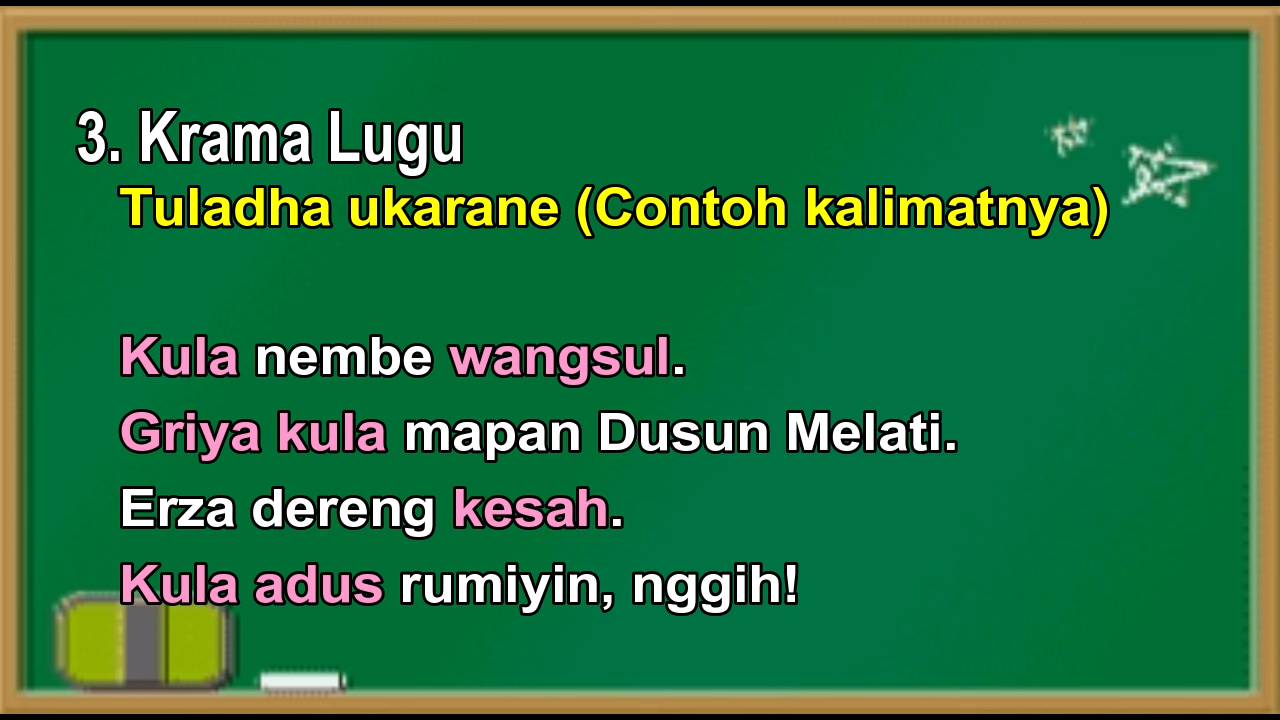 3. Krama Lugu
Tuladha ukarane (Contoh kalimatnya)
Kula nembe wangsul.
Griya kula mapan Dusun Melati.
Erza dereng kesah.
Kula adus rumiyin, nggih!